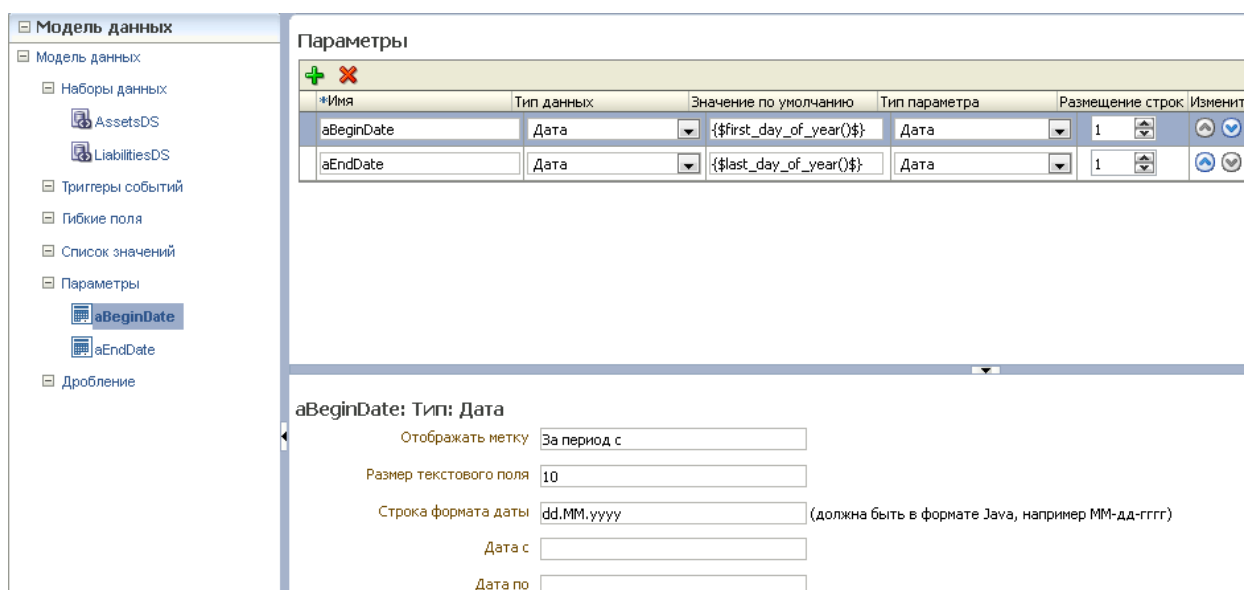 Модель данных
Модель данных
Наборы данных
AssetsDS
LiabilitiesDS
Триггеры событий
Гибкие поля
Список значений
Параметры
aBeginDate
aEndDate
Дробление
Параметры
*Имя Тип данных Значение по умолчанию Тип параметра Размещение строк Изменит
aBeginDate Дата {$first_day_of_year()$} Дата 1
aEndDate Дата {$last_day_of_year()$} Дата 1
aBeginDate: Тип: Дата
Отображать метку За период с
Размер текстового поля 10
Строка формата даты dd.MM.yyyy (должна быть в формате Java, например ММ-дд-гггг)
Дата с
Дата по